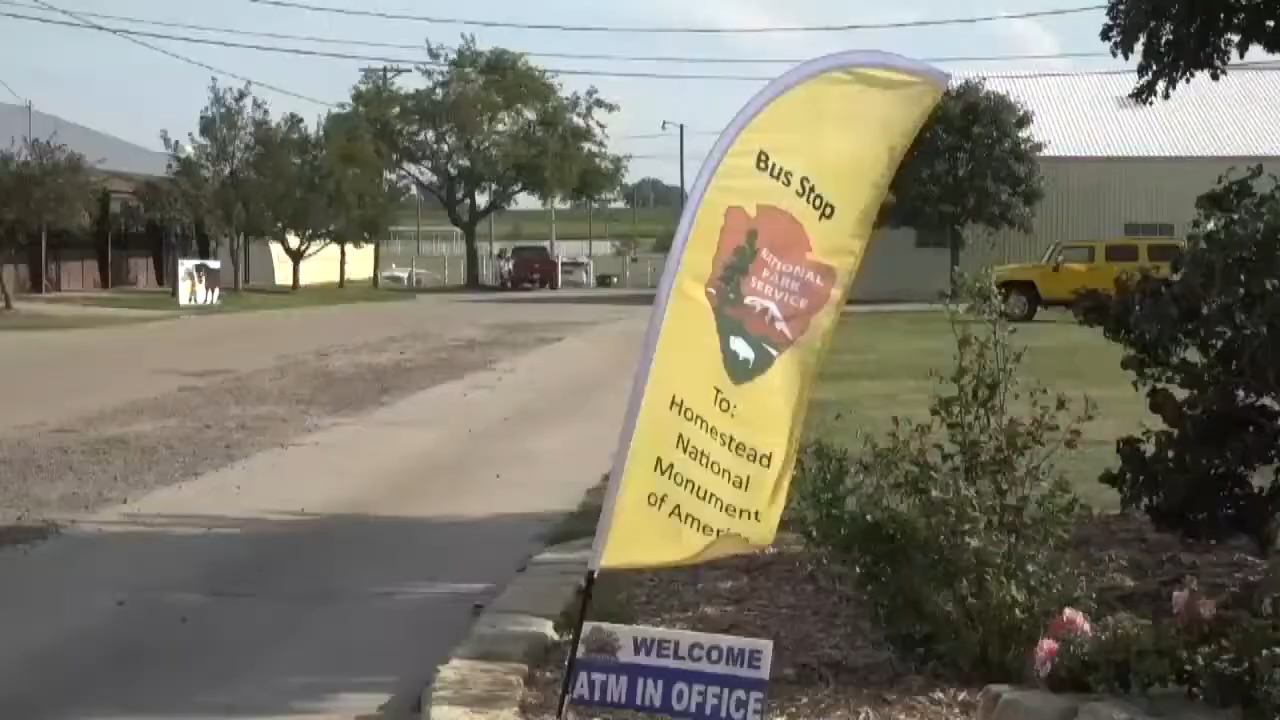 Bus Stop
NATIONAL
PARK
SERVICE
To:
Homestead
National
Monument
of America
WELCOME
ATM IN OFFICE